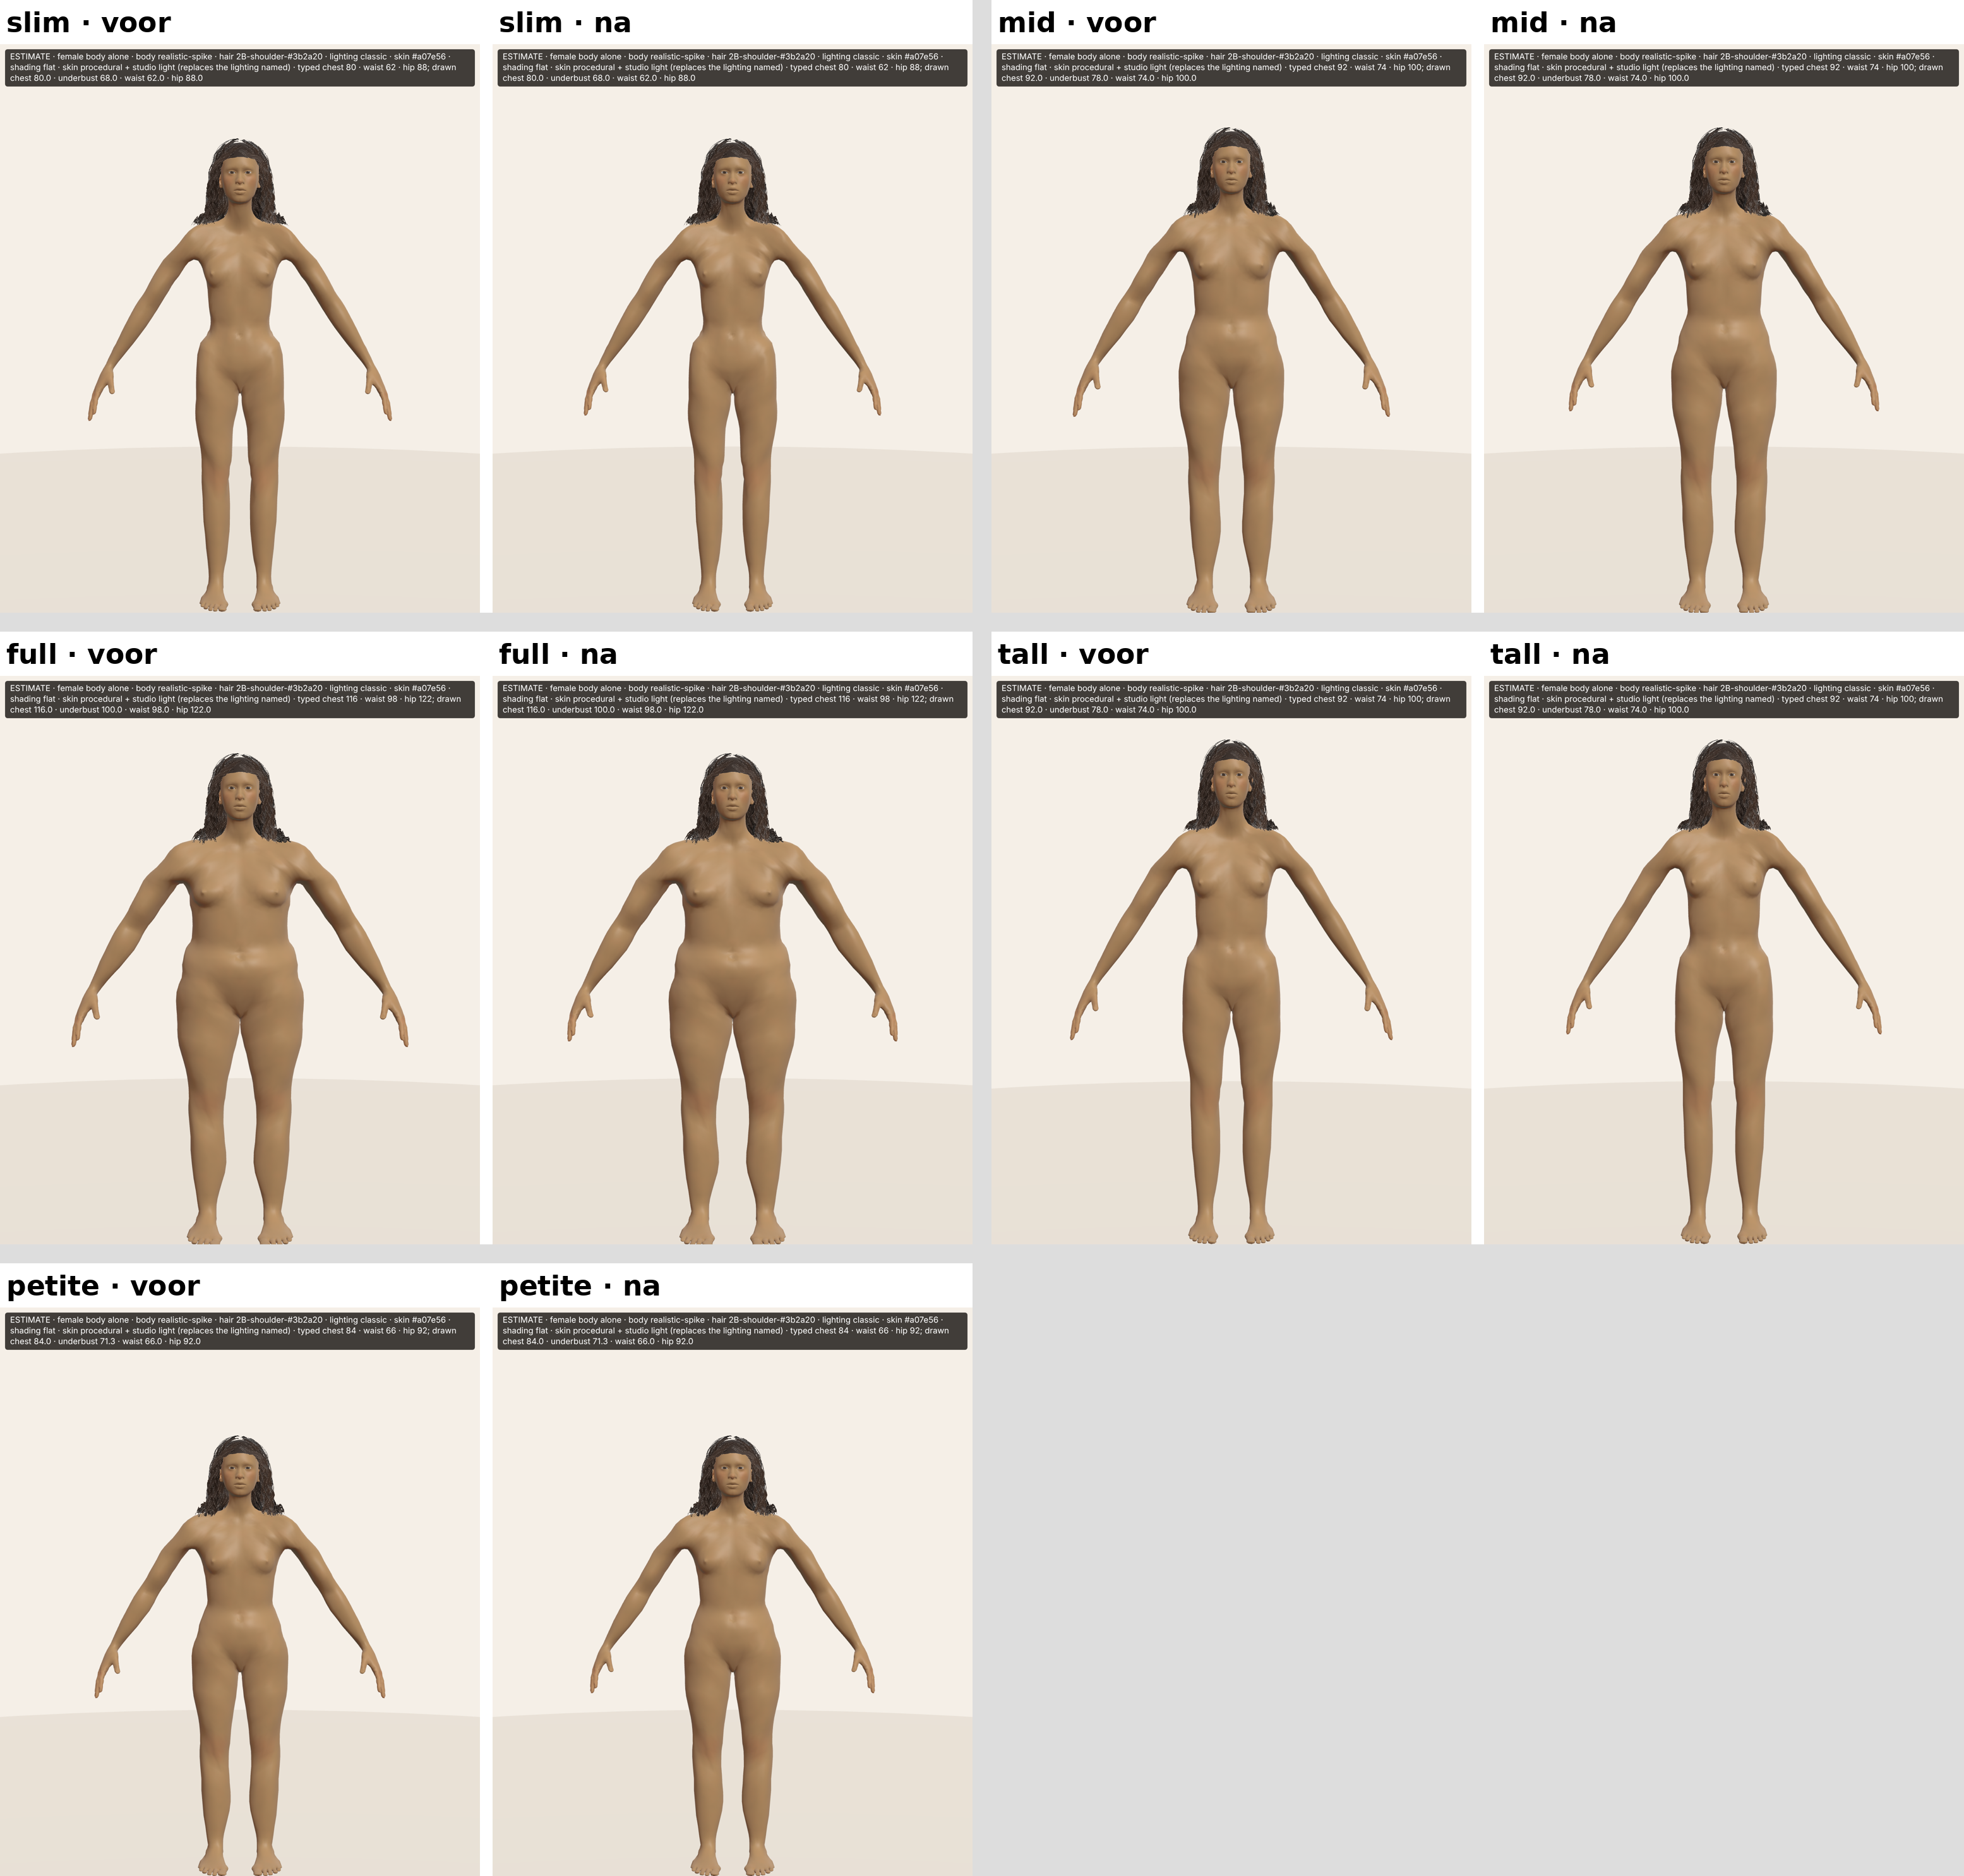 slim · voor
ESTIMATE · female body alone · body realistic-spike · hair 2B-shoulder-#3b2a20 · lighting classic · skin #a07e56 ·
shading flat · skin procedural + studio light (replaces the lighting named) · typed chest 80 · waist 62 · hip 88; drawn
chest 80.0 · underbust 68.0 · waist 62.0 · hip 88.0
slim · na
ESTIMATE · female body alone · body realistic-spike · hair 2B-shoulder-#3b2a20 · lighting classic · skin #a07e56 ·
shading flat · skin procedural + studio light (replaces the lighting named) · typed chest 80 · waist 62 · hip 88; drawn
chest 80.0 · underbust 68.0 · waist 62.0 · hip 88.0
mid · voor
ESTIMATE · female body alone · body realistic-spike · hair 2B-shoulder-#3b2a20 · lighting classic · skin #a07e56 ·
shading flat · skin procedural + studio light (replaces the lighting named) · typed chest 92 · waist 74 · hip 100; drawn
chest 92.0 · underbust 78.0 · waist 74.0 · hip 100.0
mid · na
ESTIMATE · female body alone · body realistic-spike · hair 2B-shoulder-#3b2a20 · lighting classic · skin #a07e56 ·
shading flat · skin procedural + studio light (replaces the lighting named) · typed chest 92 · waist 74 · hip 100; drawn
chest 92.0 · underbust 78.0 · waist 74.0 · hip 100.0
full · voor
ESTIMATE · female body alone · body realistic-spike · hair 2B-shoulder-#3b2a20 · lighting classic · skin #a07e56 ·
shading flat · skin procedural + studio light (replaces the lighting named) · typed chest 116 · waist 98 · hip 122; drawn
chest 116.0 · underbust 100.0 · waist 98.0 · hip 122.0
full · na
ESTIMATE · female body alone · body realistic-spike · hair 2B-shoulder-#3b2a20 · lighting classic · skin #a07e56 ·
shading flat · skin procedural + studio light (replaces the lighting named) · typed chest 116 · waist 98 · hip 122; drawn
chest 116.0 · underbust 100.0 · waist 98.0 · hip 122.0
tall · voor
ESTIMATE · female body alone · body realistic-spike · hair 2B-shoulder-#3b2a20 · lighting classic · skin #a07e56 ·
shading flat · skin procedural + studio light (replaces the lighting named) · typed chest 92 · waist 74 · hip 100; drawn
chest 92.0 · underbust 78.0 · waist 74.0 · hip 100.0
tall · na
ESTIMATE · female body alone · body realistic-spike · hair 2B-shoulder-#3b2a20 · lighting classic · skin #a07e56 ·
shading flat · skin procedural + studio light (replaces the lighting named) · typed chest 92 · waist 74 · hip 100; drawn
chest 92.0 · underbust 78.0 · waist 74.0 · hip 100.0
petite · voor
ESTIMATE · female body alone · body realistic-spike · hair 2B-shoulder-#3b2a20 · lighting classic · skin #a07e56 ·
shading flat · skin procedural + studio light (replaces the lighting named) · typed chest 84 · waist 66 · hip 92; drawn
chest 84.0 · underbust 71.3 · waist 66.0 · hip 92.0
petite · na
ESTIMATE · female body alone · body realistic-spike · hair 2B-shoulder-#3b2a20 · lighting classic · skin #a07e56 ·
shading flat · skin procedural + studio light (replaces the lighting named) · typed chest 84 · waist 66 · hip 92; drawn
chest 84.0 · underbust 71.3 · waist 66.0 · hip 92.0